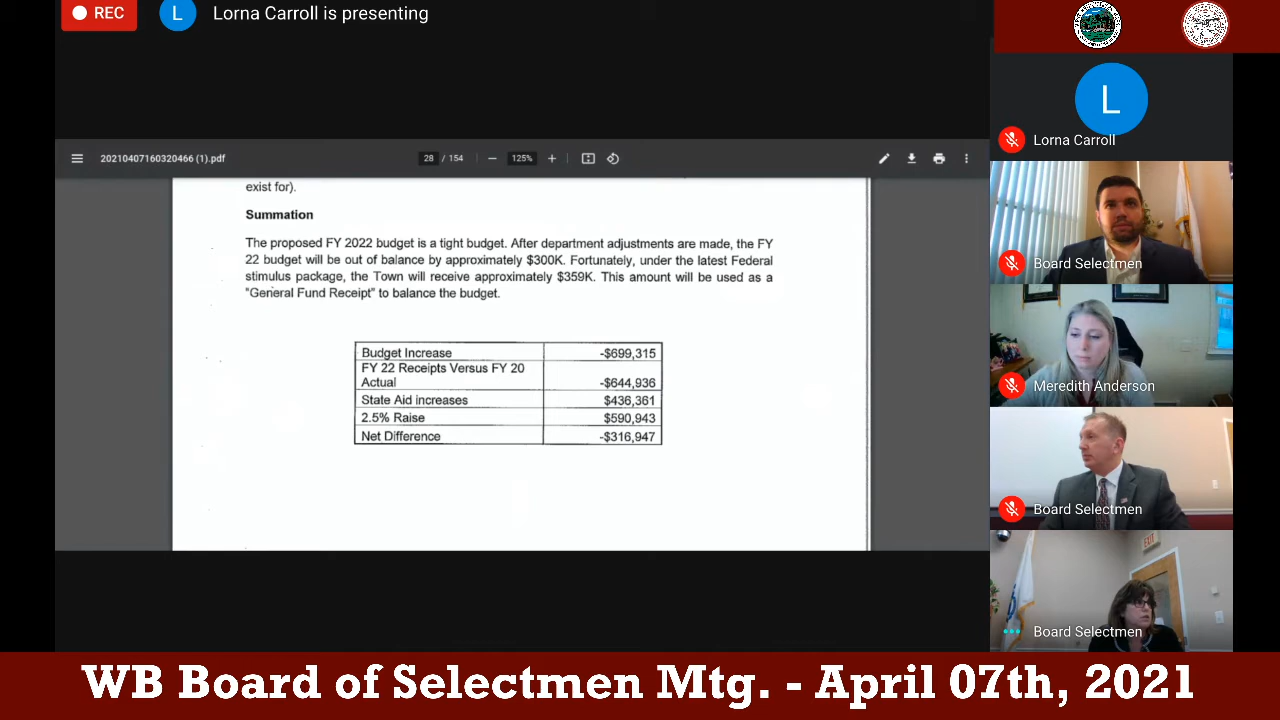 REC
L
Lorna Carroll is presenting
L
Lorna Carroll
20210407160320466 (1).pdf
28 / 154
125%
exist for).
Summation
The proposed FY 2022 budget is a tight budget. After department adjustments are made, the FY
22 budget will be out of balance by approximately $300K. Fortunately, under the latest Federal
stimulus package, the Town will receive approximately $359K. This amount will be used as a
"General Fund Receipt" to balance the budget.
Budget Increase -$699,315
FY 22 Receipts Versus FY 20
Actual -$644,936
State Aid increases $436,361
2.5% Raise $590,943
Net Difference -$316,947
Board Selectmen
Meredith Anderson
Board Selectmen
EXIT
Board Selectmen
WB Board of Selectmen Mtg. - April 07th, 2021